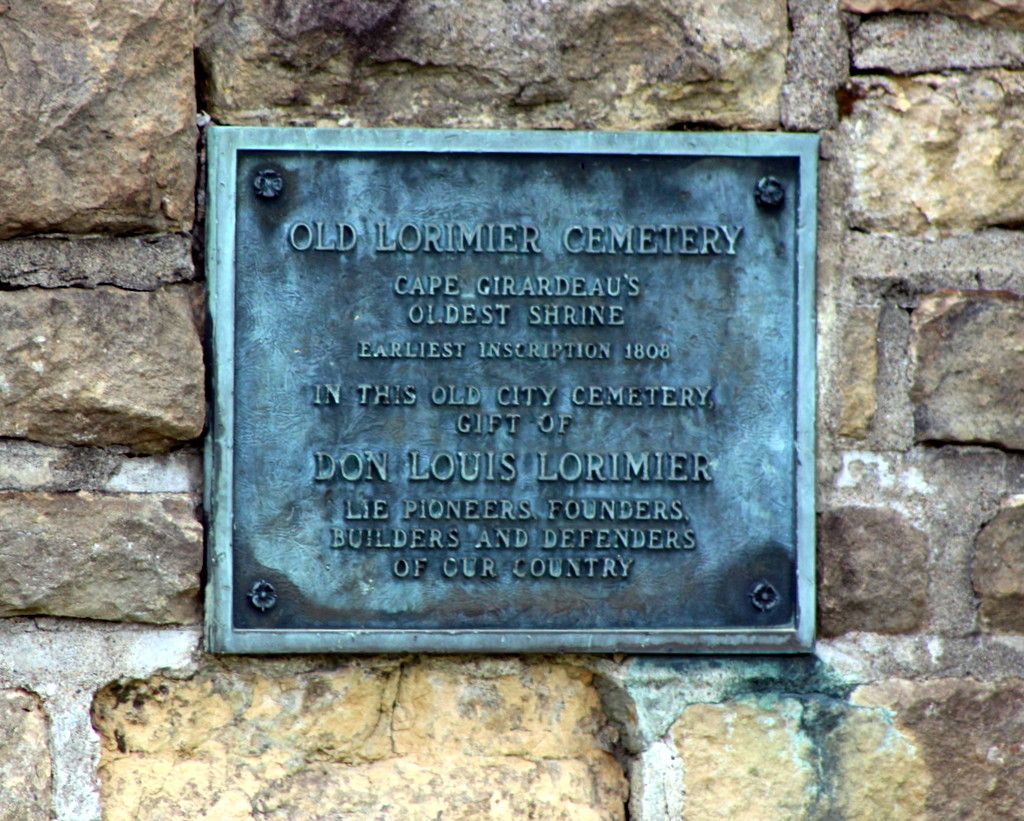 OLD LORIMIER CEMETERY
CAPE GIRARDEAU'S
OLDEST SHRINE
EARLIEST INSCRIPTION 1808
IN THIS OLD CITY CEMETERY,
GIFT OF
DON LOUIS LORIMIER
LIE PIONEERS, FOUNDERS,
BUILDERS AND DEFENDERS
OF OUR COUNTRY